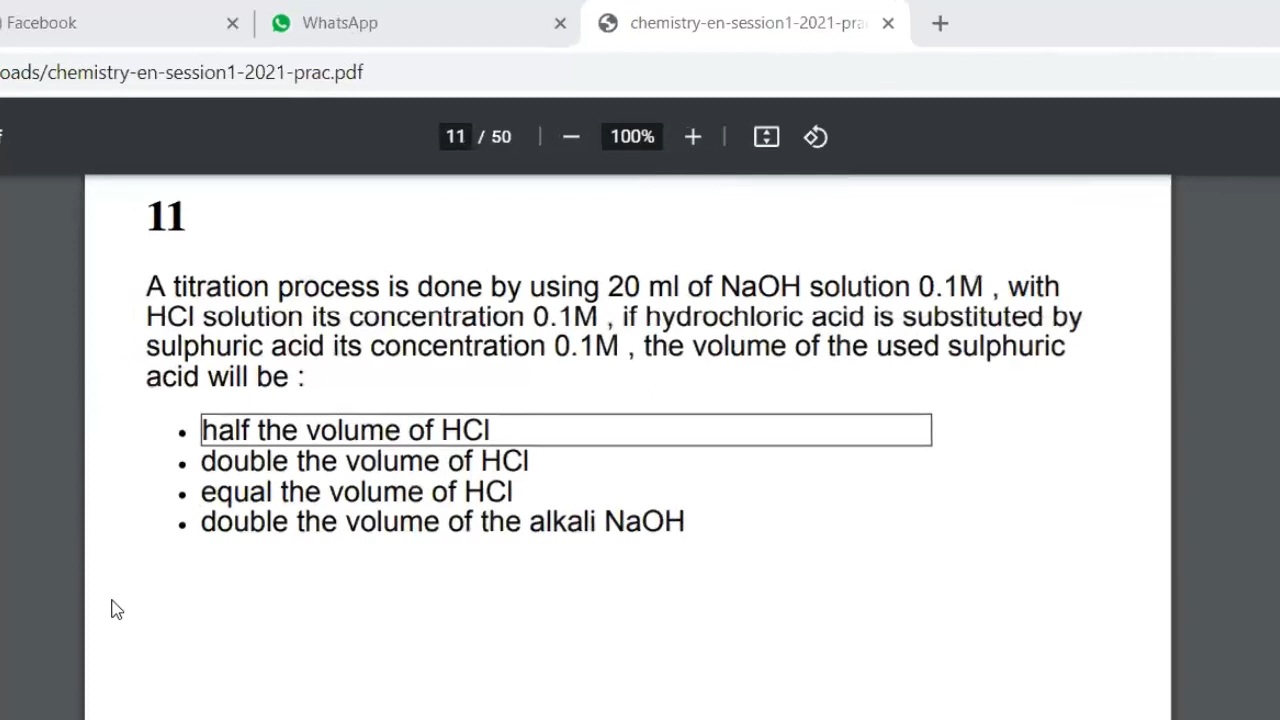 Facebook
WhatsApp
chemistry-en-session1-2021-pra
oads/chemistry-en-session1-2021-prac.pdf
11 / 50
100%
11
A titration process is done by using 20 ml of NaOH solution 0.1M , with
HCl solution its concentration 0.1M , if hydrochloric acid is substituted by
sulphuric acid its concentration 0.1M , the volume of the used sulphuric
acid will be :
• half the volume of HCl
• double the volume of HCl
• equal the volume of HCl
• double the volume of the alkali NaOH